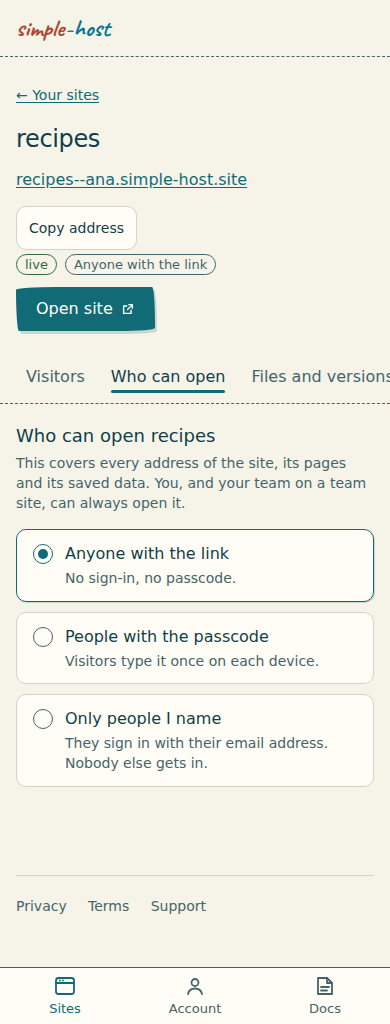 simple-host
← Your sites
recipes
recipes--ana.simple-host.site
Copy address
live
Anyone with the link
Open site
Visitors
Who can open
Files and versions
Who can open recipes
This covers every address of the site, its pages
and its saved data. You, and your team on a team
site, can always open it.
Anyone with the link
No sign-in, no passcode.
People with the passcode
Visitors type it once on each device.
Only people I name
They sign in with their email address.
Nobody else gets in.
Privacy
Terms
Support
Sites
Account
Docs